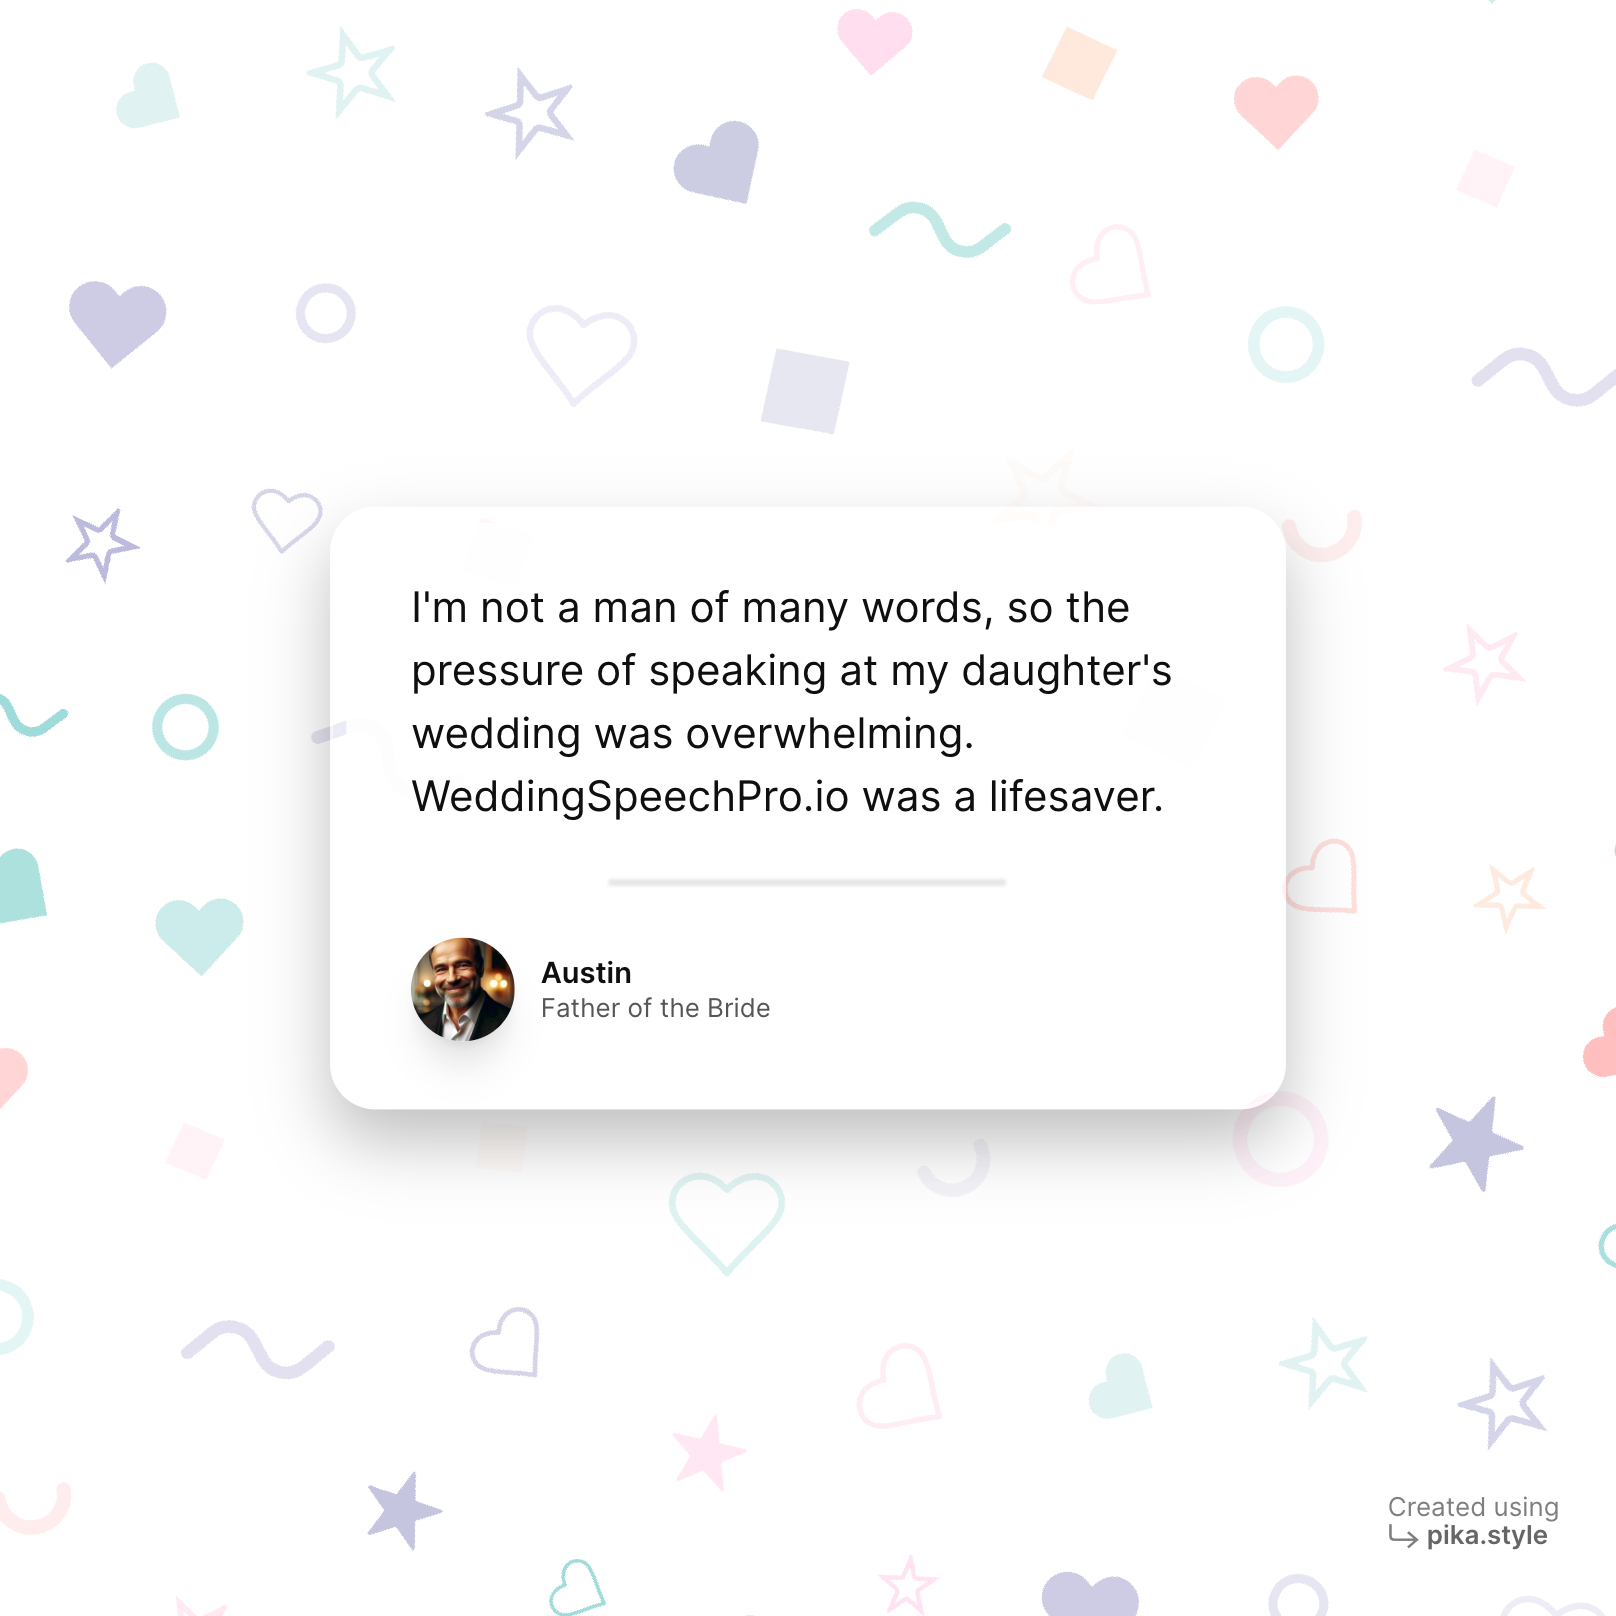 I'm not a man of many words, so the
pressure of speaking at my daughter's
wedding was overwhelming.
WeddingSpeechPro.io was a lifesaver.
Austin
Father of the Bride
Created using
pika.style